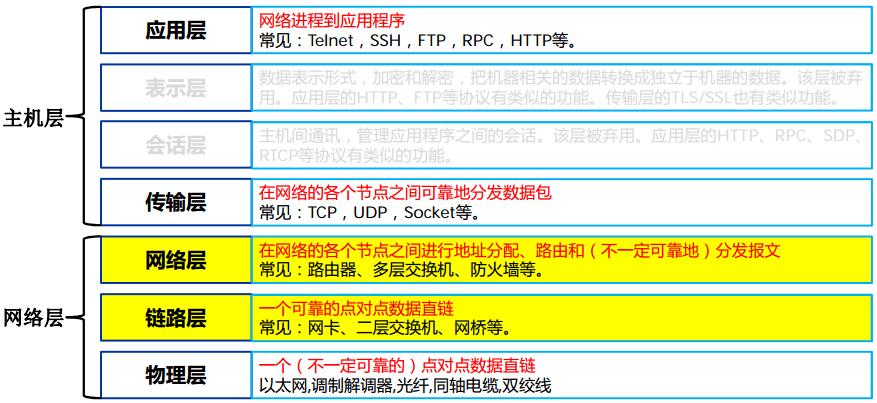 主机层
应用层
网络进程到应用程序
常见：Telnet，SSH，FTP，RPC，HTTP等。
表示层
数据表示形式，加密和解密，把机器相关的数据转换成独立于机器的数据。该层被弃
用。应用层的HTTP、FTP等协议有类似的功能。传输层的TLS/SSL也有类似功能。
会话层
主机间通讯，管理应用程序之间的会话。该层被弃用。应用层的HTTP、RPC、SDP、
RTCP等协议有类似的功能。
传输层
在网络的各个节点之间可靠地分发数据包
常见：TCP，UDP，Socket等。
网络层
网络层
在网络的各个节点之间进行地址分配、路由和（不一定可靠地）分发报文
常见：路由器、多层交换机、防火墙等。
链路层
一个可靠的点对点数据直链
常见：网卡、二层交换机、网桥等。
物理层
一个（不一定可靠的）点对点数据直链
以太网,调制解调器,光纤,同轴电缆,双绞线